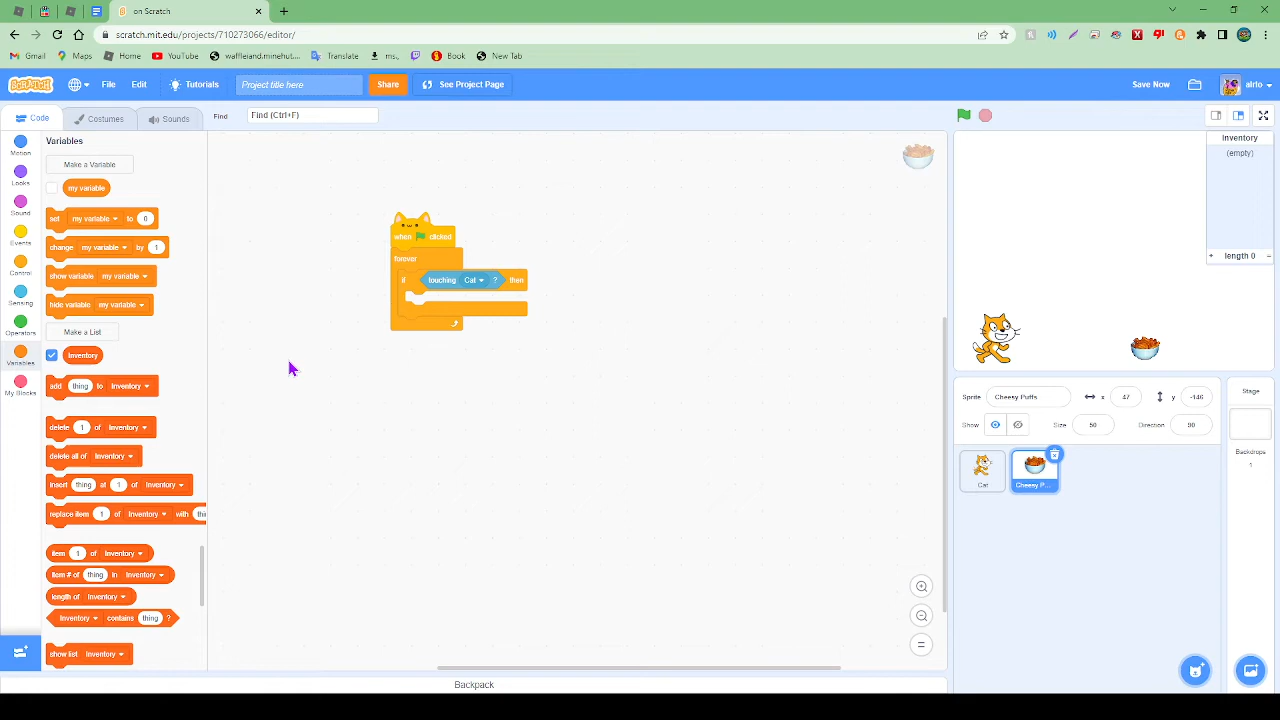 on Scratch
scratch.mit.edu/projects/710273066/editor/
Gmail Maps Home YouTube waffleland.minehut.... Translate ms, Book New Tab
SCRATCH File Edit Tutorials Project title here Share See Project Page Save Now alrto
Code Costumes Sounds Find Find (Ctrl+F)
Motion
Looks
Sound
Events
Control
Sensing
Operators
Variables
My Blocks
Variables
Make a Variable
my variable
set my variable to 0
change my variable by 1
show variable my variable
hide variable my variable
Make a List
Inventory
add thing to Inventory
delete 1 of Inventory
delete all of Inventory
insert thing at 1 of Inventory
replace item 1 of Inventory with thi
item 1 of Inventory
item # of thing in Inventory
length of Inventory
Inventory contains thing ?
show list Inventory
when clicked
forever
if touching Cat ? then
Inventory
(empty)
+ length 0 =
Sprite Cheesy Puffs x 47 y -146
Show Size 50 Direction 90
Cat
Cheesy P...
Stage
Backdrops
1
Backpack